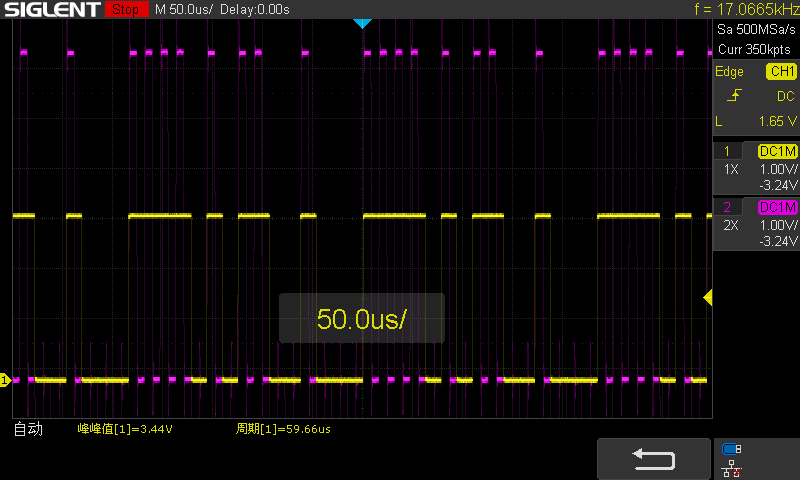 SIGLENT Stop M 50.0us/ Delay:0.00s f = 17.0665kHz
Sa 500MSa/s
Curr 350kpts
Edge CH1
DC
L 1.65 V
1 DC1M
1X 1.00V/
-3.24V
2 DC1M
2X 1.00V/
-3.24V
50.0us/
1
自动 峰峰值[1]=3.44V 周期[1]=59.66us